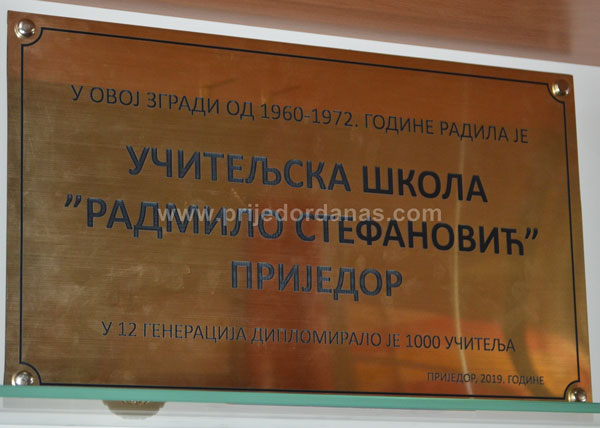 У ОВОЈ ЗГРАДИ ОД 1960-1972. ГОДИНЕ РАДИЛА ЈЕ
УЧИТЕЉСКА ШКОЛА
”РАДМИЛО СТЕФАНОВИЋ”
www.prijedordanas.com
ПРИЈЕДОР
У 12 ГЕНЕРАЦИЈА ДИПЛОМИРАЛО ЈЕ 1000 УЧИТЕЉА
ПРИЈЕДОР, 2019. ГОДИНЕ